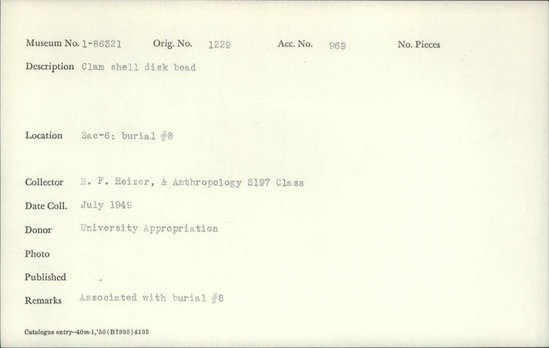 Museum No. 1-86321 Orig. No. 1229 Acc. No. 969 No. Pieces
Description Clam shell disk bead
Location Sac-6: burial #8
Collector R. F. Heizer, & Anthropology S197 Class
Date Coll. July 1949
Donor University Appropriation
Photo
Published
Remarks Associated with burial #8
Catalogue entry—40m-1,'50(B7895)4185